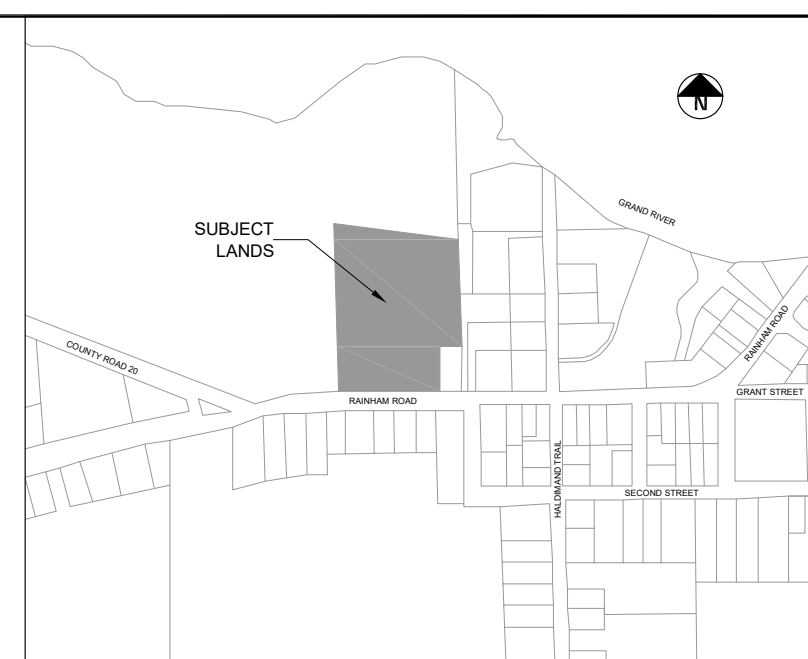 N
GRAND RIVER
SUBJECT
LANDS
COUNTY ROAD 20
RAINHAM ROAD
RAINHAM ROAD
GRANT STREET
HALDIMAND TRAIL
SECOND STREET